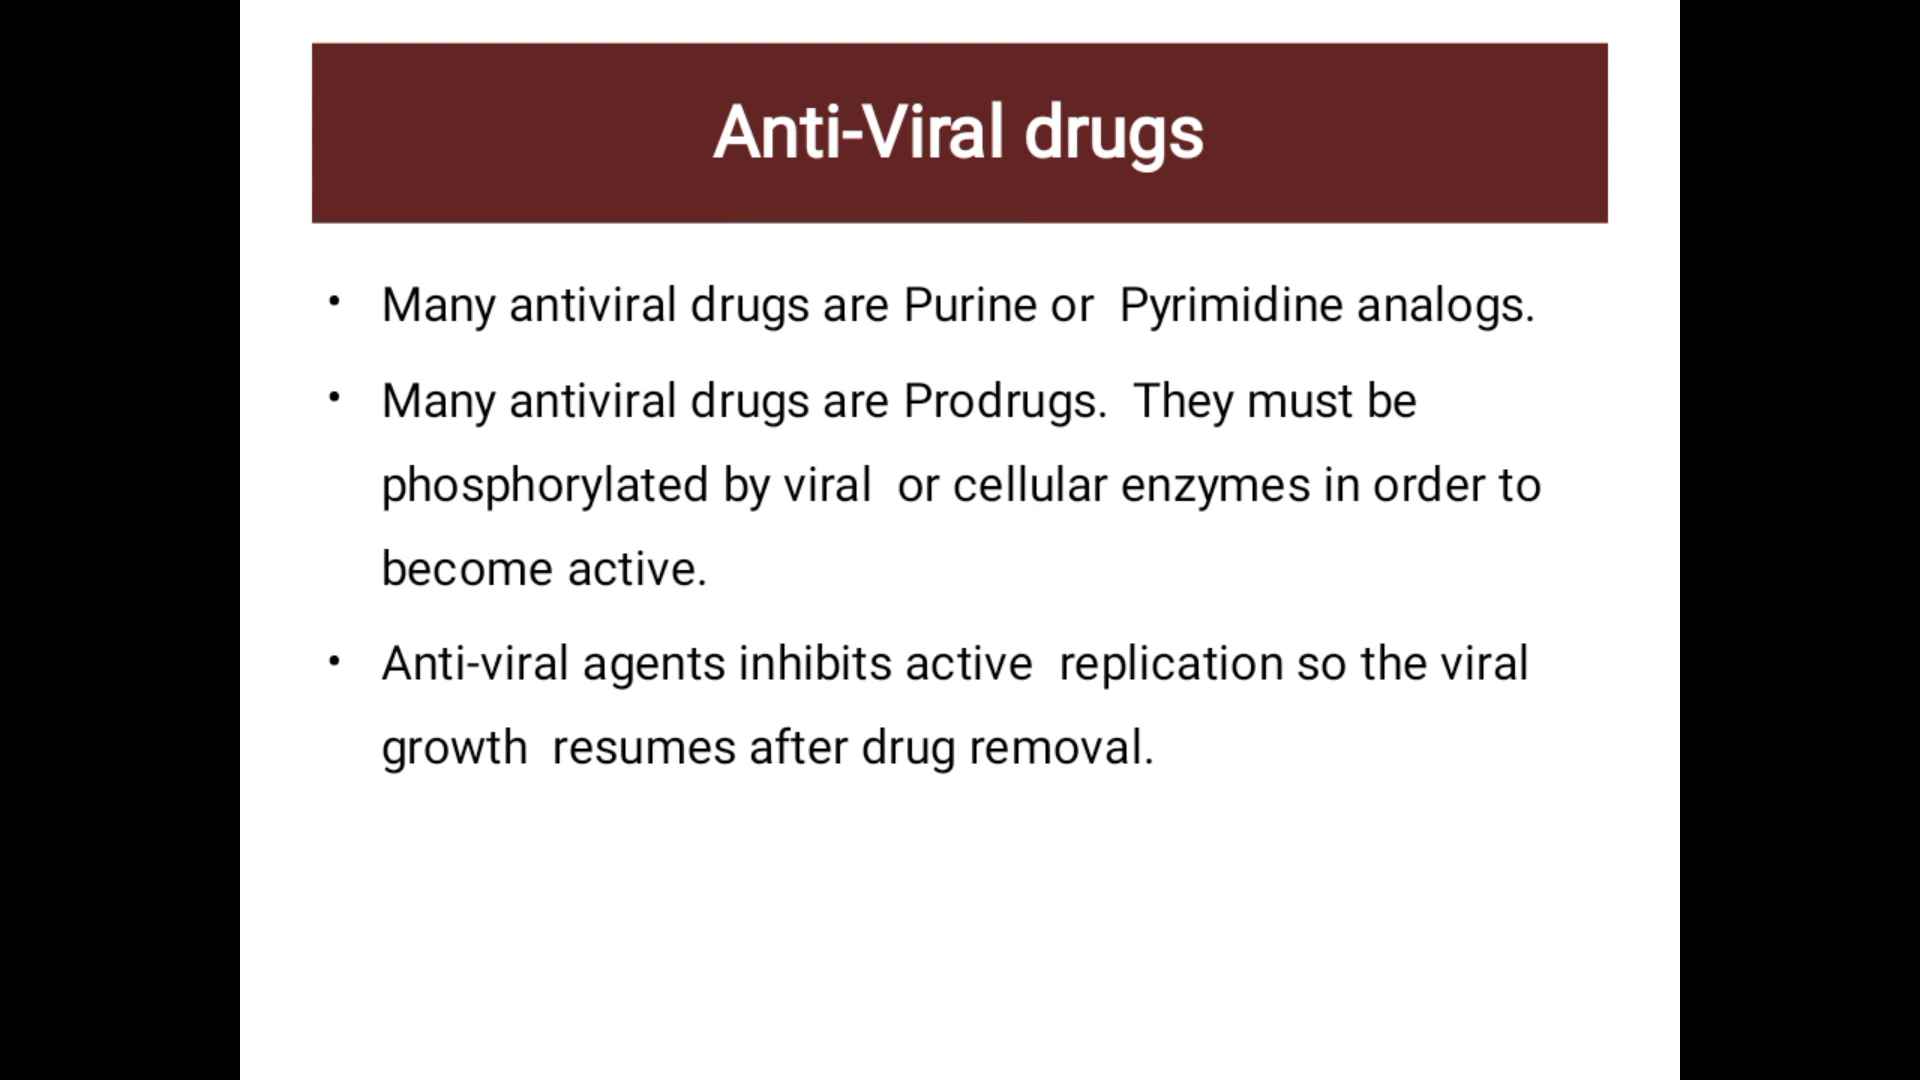 Anti-Viral drugs
• Many antiviral drugs are Purine or  Pyrimidine analogs.
• Many antiviral drugs are Prodrugs.  They must be
phosphorylated by viral  or cellular enzymes in order to
become active.
• Anti-viral agents inhibits active  replication so the viral
growth  resumes after drug removal.